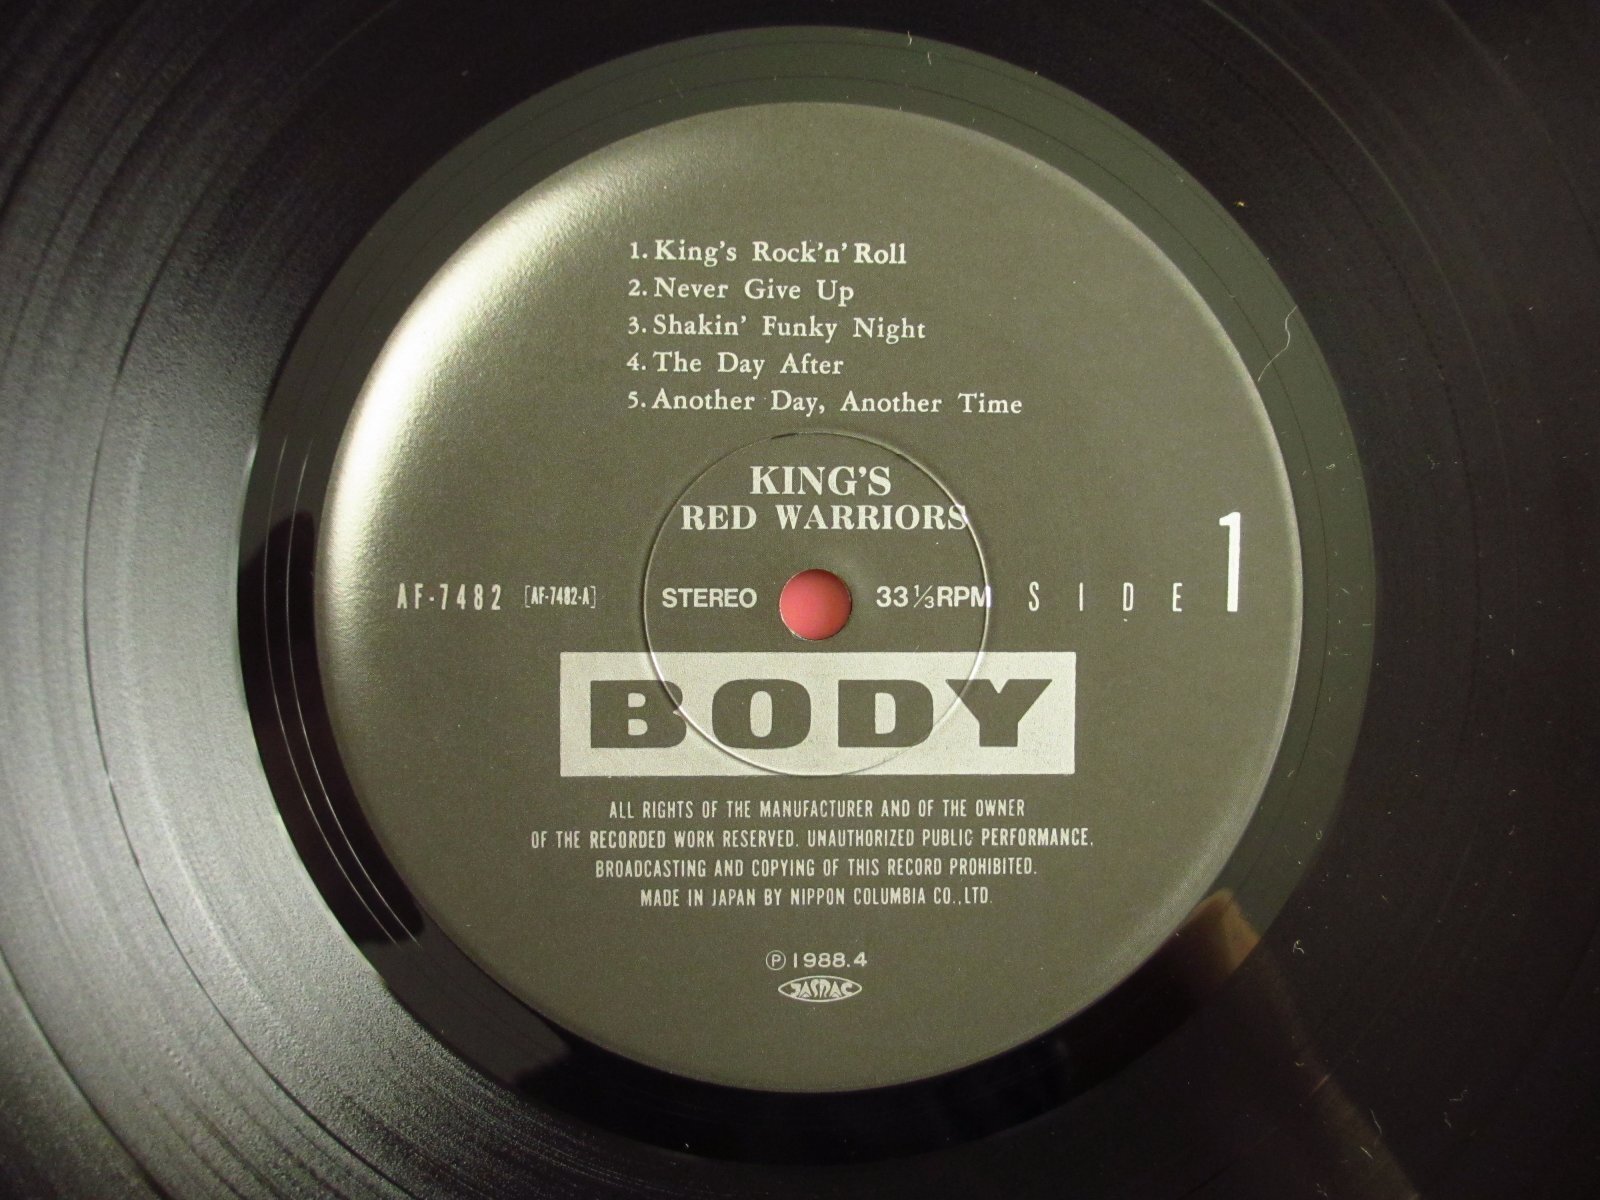 1. King's Rock'n' Roll
2. Never Give Up
3. Shakin' Funky Night
4. The Day After
5. Another Day, Another Time
KING'S
RED WARRIORS
AF-7482 [AF-7482-A] STEREO 33⅓RPM SIDE 1
BODY
ALL RIGHTS OF THE MANUFACTURER AND OF THE OWNER
OF THE RECORDED WORK RESERVED. UNAUTHORIZED PUBLIC PERFORMANCE,
BROADCASTING AND COPYING OF THIS RECORD PROHIBITED.
MADE IN JAPAN BY NIPPON COLUMBIA CO.,LTD.
Ⓟ1988.4
JASRAC